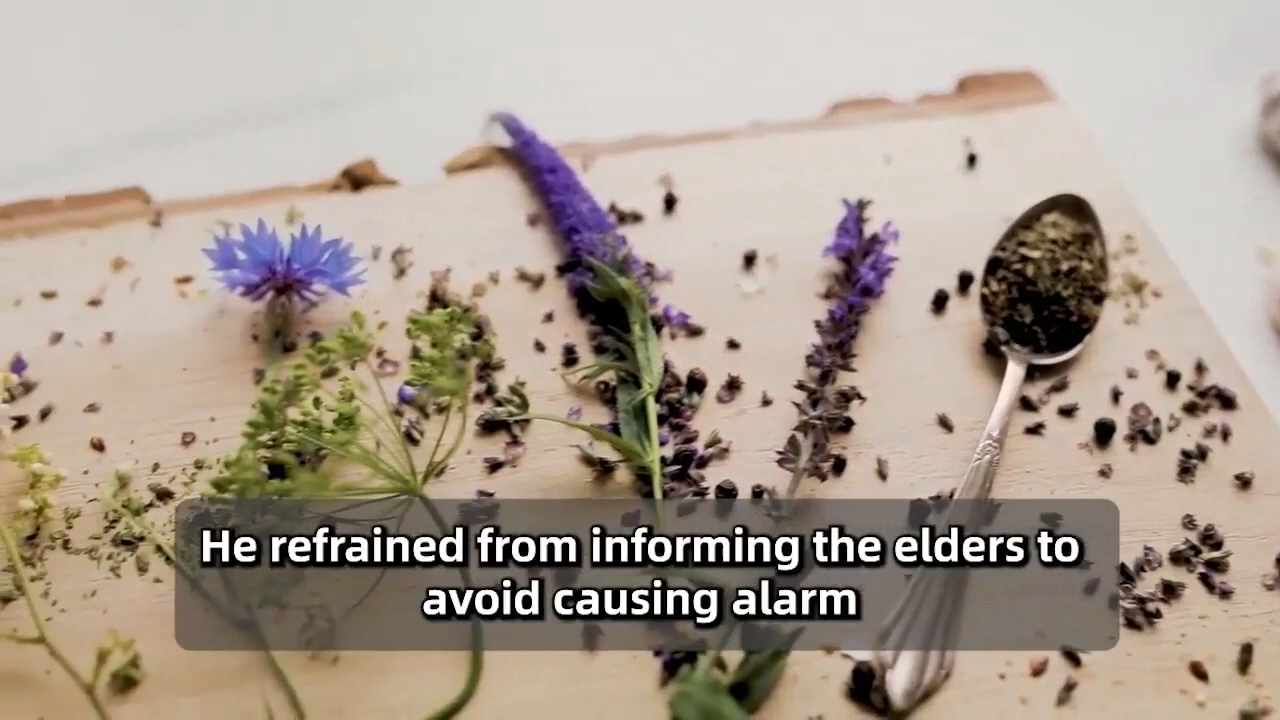 He refrained from informing the elders to
avoid causing alarm